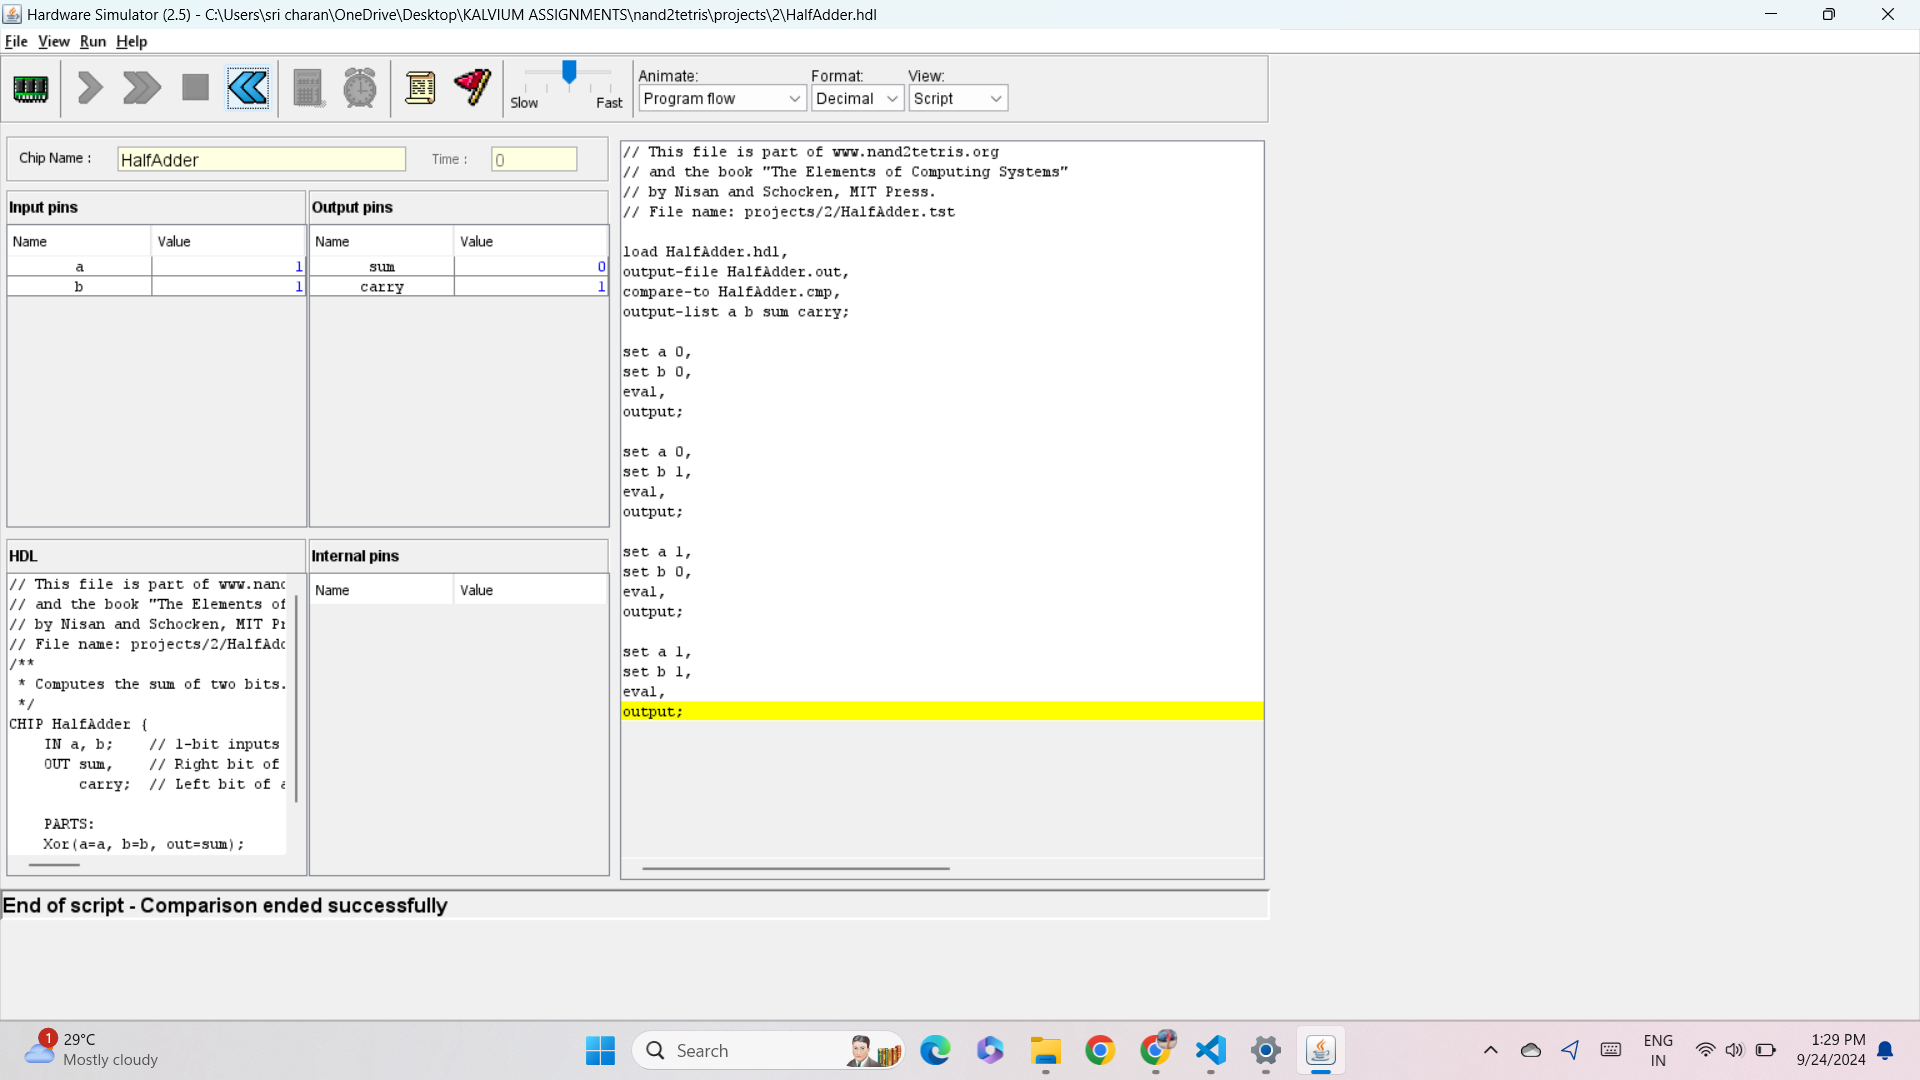 Hardware Simulator (2.5) - C:\Users\sri charan\OneDrive\Desktop\KALVIUM ASSIGNMENTS\nand2tetris\projects\2\HalfAdder.hdl
File View Run Help
Slow Fast
Animate: Format: View:
Program flow Decimal Script
Chip Name : HalfAdder Time : 0
Input pins
Name Value
a 1
b 1
Output pins
Name Value
sum 0
carry 1
HDL
// This file is part of www.nand
// and the book "The Elements of
// by Nisan and Schocken, MIT Pr
// File name: projects/2/HalfAdd
/**
* Computes the sum of two bits.
*/
CHIP HalfAdder {
IN a, b; // 1-bit inputs
OUT sum, // Right bit of
carry; // Left bit of a
PARTS:
Xor(a=a, b=b, out=sum);
Internal pins
Name Value
// This file is part of www.nand2tetris.org
// and the book "The Elements of Computing Systems"
// by Nisan and Schocken, MIT Press.
// File name: projects/2/HalfAdder.tst
load HalfAdder.hdl,
output-file HalfAdder.out,
compare-to HalfAdder.cmp,
output-list a b sum carry;
set a 0,
set b 0,
eval,
output;
set a 0,
set b 1,
eval,
output;
set a 1,
set b 0,
eval,
output;
set a 1,
set b 1,
eval,
output;
End of script - Comparison ended successfully
1
29°C
Mostly cloudy
Search
ENG
IN
1:29 PM
9/24/2024